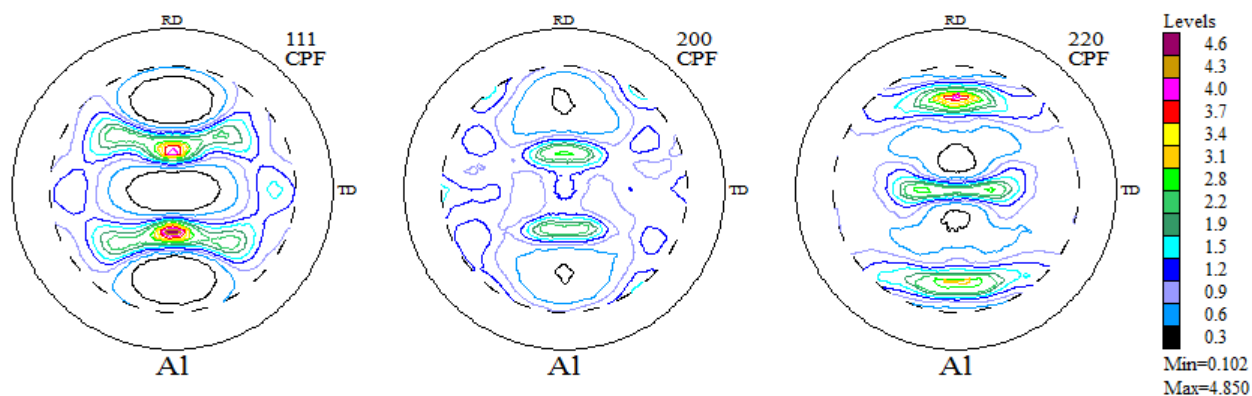 RD
111
CPF
TD
Al
RD
200
CPF
TD
Al
RD
220
CPF
TD
Al
Levels
4.6
4.3
4.0
3.7
3.4
3.1
2.8
2.2
1.9
1.5
1.2
0.9
0.6
0.3
Min=0.102
Max=4.850